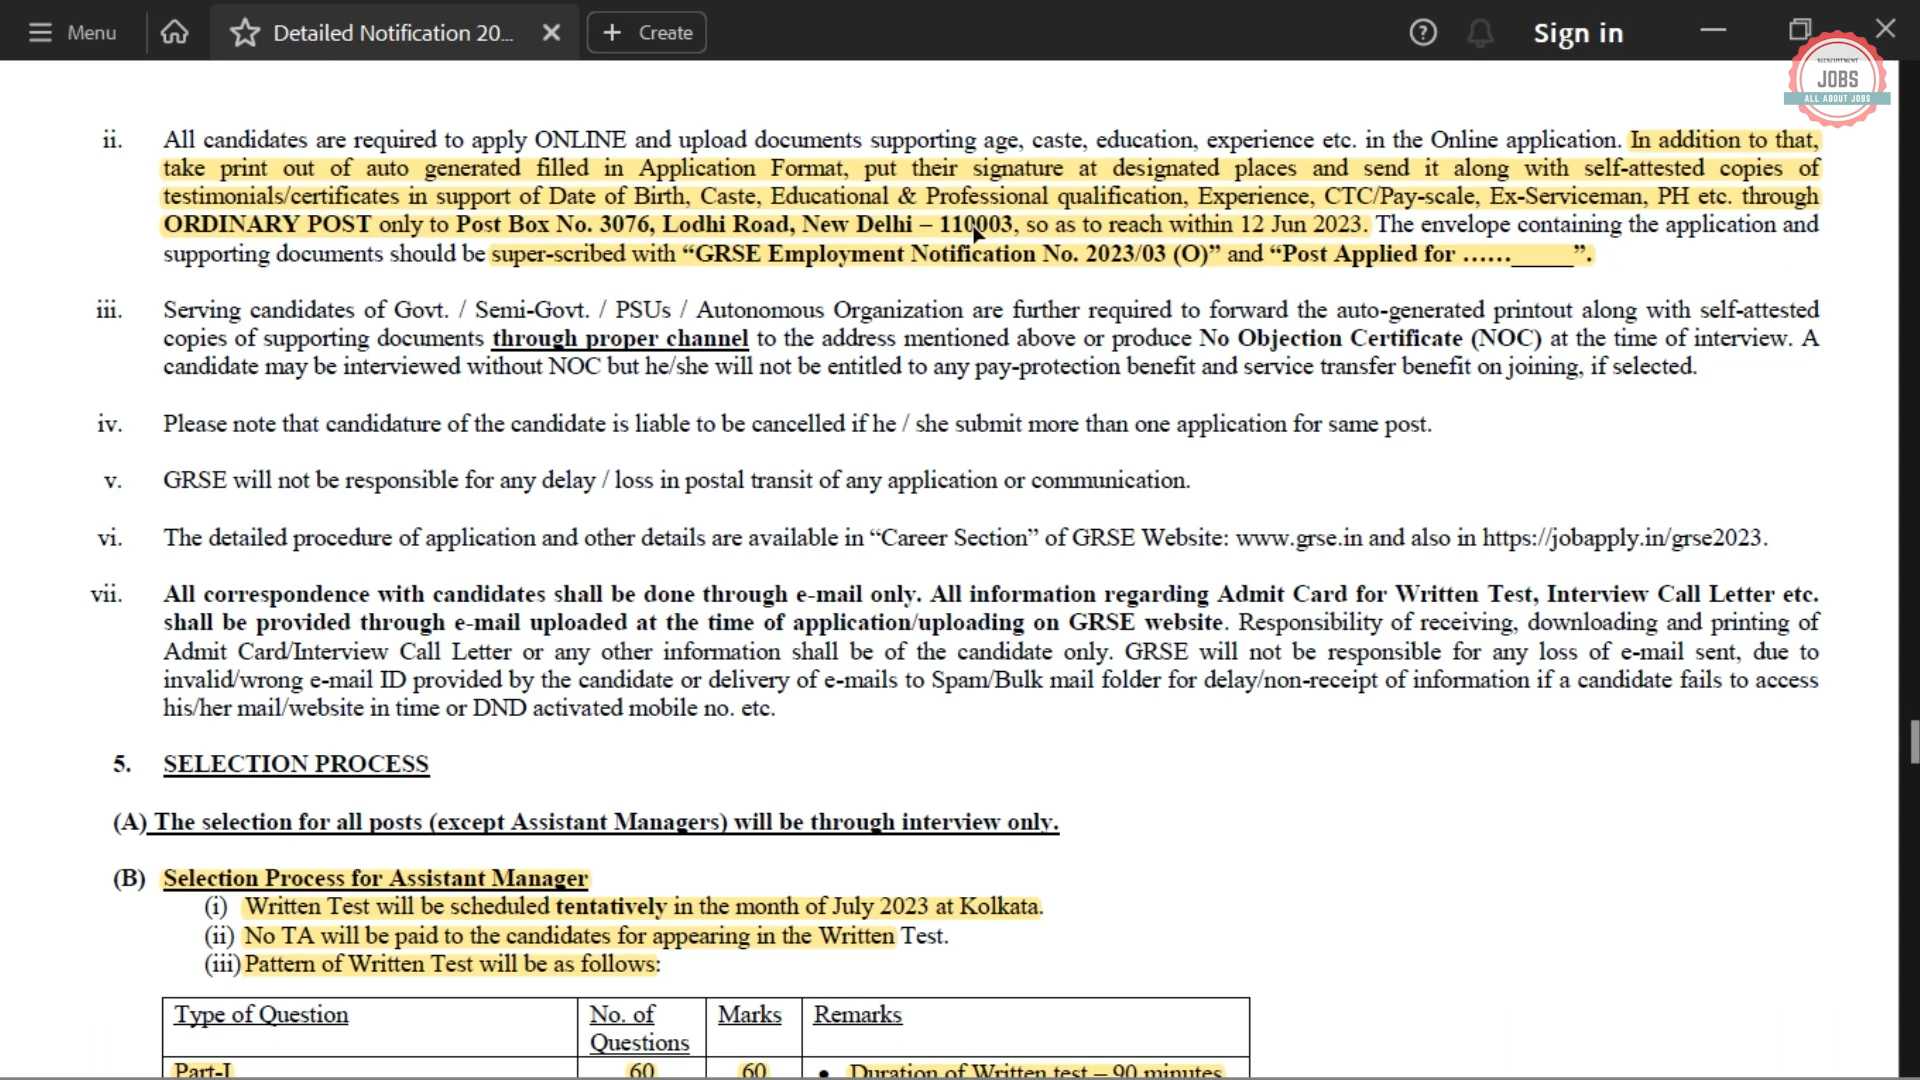 Menu
Detailed Notification 20...
Create
Sign in
RECRUITMENT
JOBS
ALL ABOUT JOBS
ii. All candidates are required to apply ONLINE and upload documents supporting age, caste, education, experience etc. in the Online application. In addition to that,
take print out of auto generated filled in Application Format, put their signature at designated places and send it along with self-attested copies of
testimonials/certificates in support of Date of Birth, Caste, Educational & Professional qualification, Experience, CTC/Pay-scale, Ex-Serviceman, PH etc. through
ORDINARY POST only to Post Box No. 3076, Lodhi Road, New Delhi – 110003, so as to reach within 12 Jun 2023. The envelope containing the application and
supporting documents should be super-scribed with “GRSE Employment Notification No. 2023/03 (O)” and “Post Applied for ......_____”.
iii. Serving candidates of Govt. / Semi-Govt. / PSUs / Autonomous Organization are further required to forward the auto-generated printout along with self-attested
copies of supporting documents through proper channel to the address mentioned above or produce No Objection Certificate (NOC) at the time of interview. A
candidate may be interviewed without NOC but he/she will not be entitled to any pay-protection benefit and service transfer benefit on joining, if selected.
iv. Please note that candidature of the candidate is liable to be cancelled if he / she submit more than one application for same post.
v. GRSE will not be responsible for any delay / loss in postal transit of any application or communication.
vi. The detailed procedure of application and other details are available in “Career Section” of GRSE Website: www.grse.in and also in https://jobapply.in/grse2023.
vii. All correspondence with candidates shall be done through e-mail only. All information regarding Admit Card for Written Test, Interview Call Letter etc.
shall be provided through e-mail uploaded at the time of application/uploading on GRSE website. Responsibility of receiving, downloading and printing of
Admit Card/Interview Call Letter or any other information shall be of the candidate only. GRSE will not be responsible for any loss of e-mail sent, due to
invalid/wrong e-mail ID provided by the candidate or delivery of e-mails to Spam/Bulk mail folder for delay/non-receipt of information if a candidate fails to access
his/her mail/website in time or DND activated mobile no. etc.
5. SELECTION PROCESS
(A) The selection for all posts (except Assistant Managers) will be through interview only.
(B) Selection Process for Assistant Manager
(i) Written Test will be scheduled tentatively in the month of July 2023 at Kolkata.
(ii) No TA will be paid to the candidates for appearing in the Written Test.
(iii) Pattern of Written Test will be as follows:
Type of Question No. of Marks Remarks
Questions
Part-I 60 60 • Duration of Written test – 90 minutes